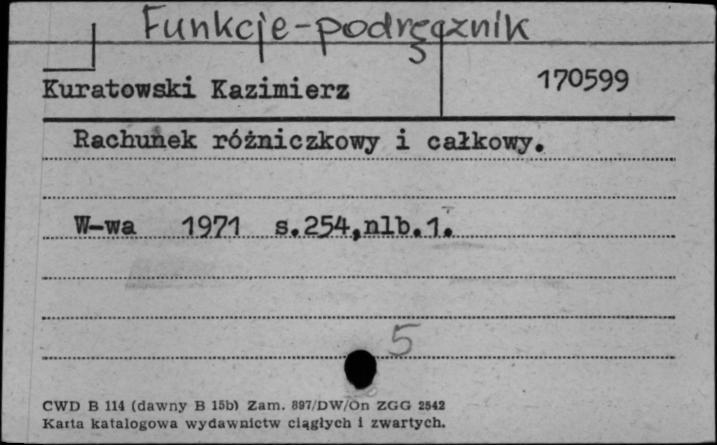 Funkcje-podręcznik
Kuratowski Kazimierz
170599
Rachunek różniczkowy i całkowy.
W-wa 1971 s.254,nlb.1.
5
CWD B 114 (dawny B 15b) Zam. 897/DW/On ZGG 2542
Karta katalogowa wydawnictw ciągłych i zwartych.